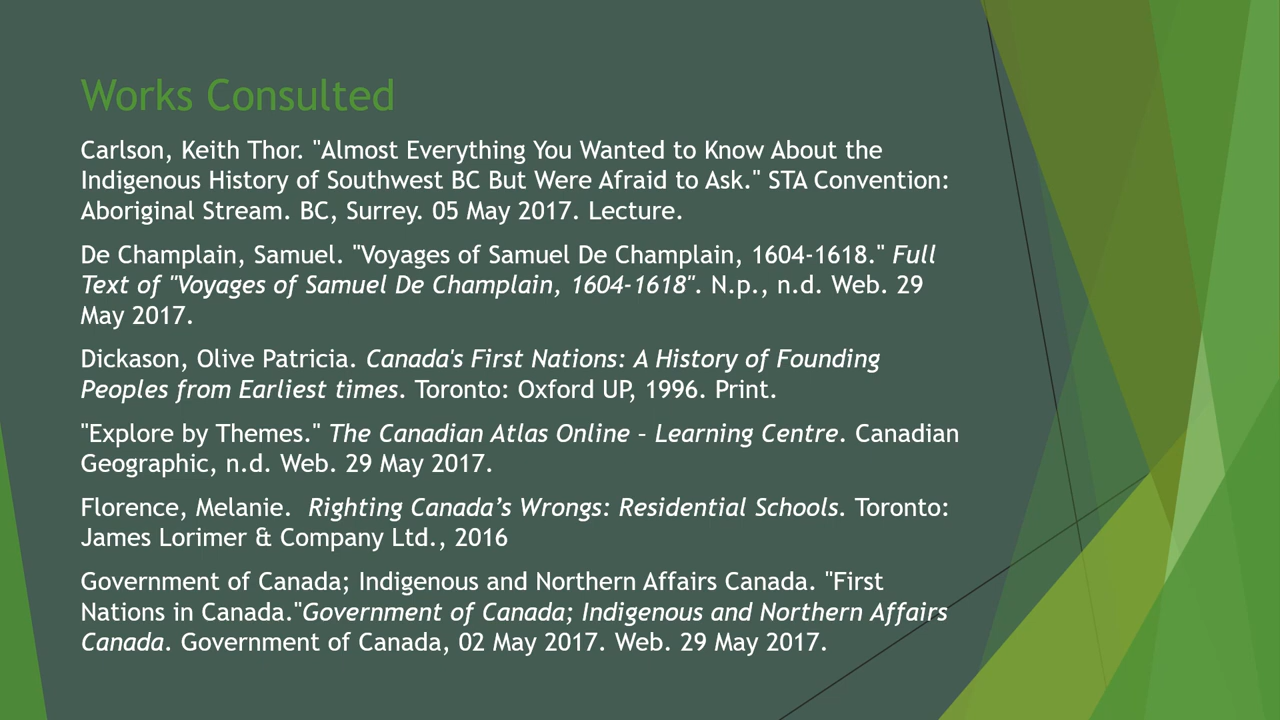 Works Consulted
Carlson, Keith Thor. "Almost Everything You Wanted to Know About the
Indigenous History of Southwest BC But Were Afraid to Ask." STA Convention:
Aboriginal Stream. BC, Surrey. 05 May 2017. Lecture.
De Champlain, Samuel. "Voyages of Samuel De Champlain, 1604-1618." Full
Text of "Voyages of Samuel De Champlain, 1604-1618". N.p., n.d. Web. 29
May 2017.
Dickason, Olive Patricia. Canada's First Nations: A History of Founding
Peoples from Earliest times. Toronto: Oxford UP, 1996. Print.
"Explore by Themes." The Canadian Atlas Online – Learning Centre. Canadian
Geographic, n.d. Web. 29 May 2017.
Florence, Melanie.  Righting Canada’s Wrongs: Residential Schools. Toronto:
James Lorimer & Company Ltd., 2016
Government of Canada; Indigenous and Northern Affairs Canada. "First
Nations in Canada."Government of Canada; Indigenous and Northern Affairs
Canada. Government of Canada, 02 May 2017. Web. 29 May 2017.